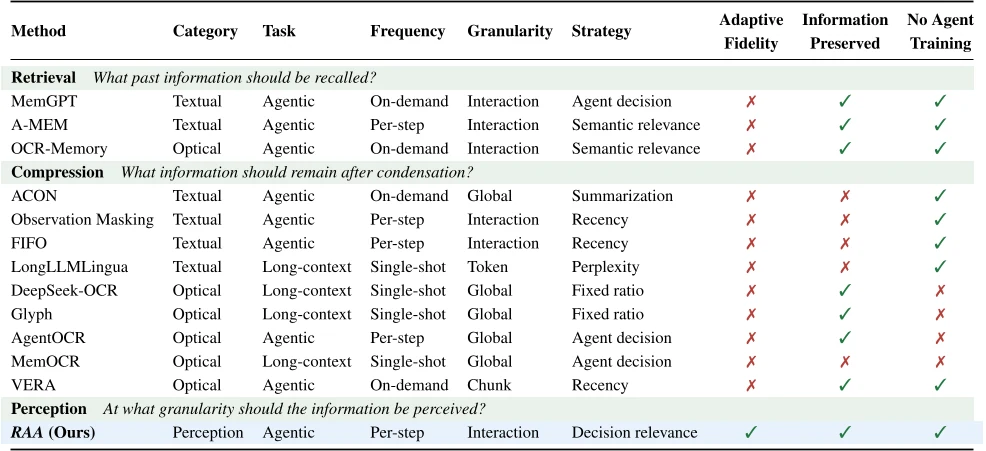 Method Category Task Frequency Granularity Strategy Adaptive Fidelity Information Preserved No Agent Training
Retrieval What past information should be recalled?
MemGPT Textual Agentic On-demand Interaction Agent decision ✗ ✓ ✓
A-MEM Textual Agentic Per-step Interaction Semantic relevance ✗ ✓ ✓
OCR-Memory Optical Agentic On-demand Interaction Semantic relevance ✗ ✓ ✓
Compression What information should remain after condensation?
ACON Textual Agentic On-demand Global Summarization ✗ ✗ ✓
Observation Masking Textual Agentic Per-step Interaction Recency ✗ ✗ ✓
FIFO Textual Agentic Per-step Interaction Recency ✗ ✗ ✓
LongLLMLingua Textual Long-context Single-shot Token Perplexity ✗ ✗ ✓
DeepSeek-OCR Optical Long-context Single-shot Global Fixed ratio ✗ ✓ ✗
Glyph Optical Long-context Single-shot Global Fixed ratio ✗ ✓ ✗
AgentOCR Optical Agentic Per-step Global Agent decision ✗ ✓ ✗
MemOCR Optical Long-context Single-shot Global Agent decision ✗ ✗ ✗
VERA Optical Agentic On-demand Chunk Recency ✗ ✓ ✓
Perception At what granularity should the information be perceived?
RAA (Ours) Perception Agentic Per-step Interaction Decision relevance ✓ ✓ ✓